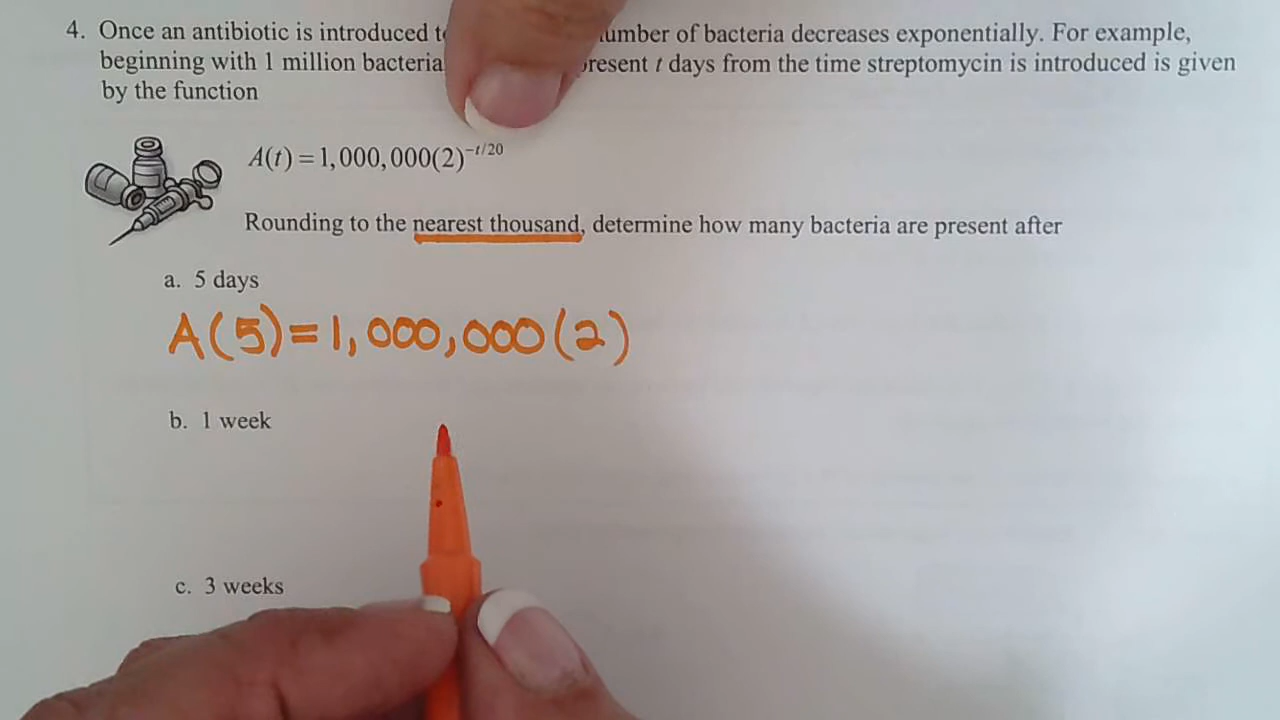 4. Once an antibiotic is introduced umber of bacteria decreases exponentially. For example,
beginning with 1 million bacteria resent t days from the time streptomycin is introduced is given
by the function
A(t) = 1,000,000(2)^{-t/20}
Rounding to the nearest thousand, determine how many bacteria are present after
a. 5 days
A(5)=1,000,000(2)
b. 1 week
c. 3 weeks